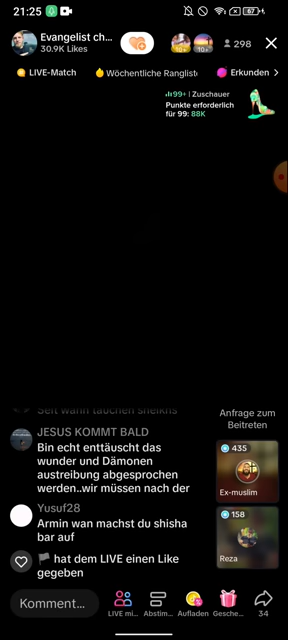 21:25
67
Evangelist ch...
30.9K Likes
10+
10+
298
LIVE-Match
Wöchentliche Ranglist
Erkunden
99+ | Zuschauer
Punkte erforderlich
für 99: 88K
Seit wann tauchen sheikhs
JESUS KOMMT BALD
Bin echt enttäuscht das
wunder und Dämonen
austreibung abgesprochen
werden..wir müssen nach der
Yusuf28
Armin wan machst du shisha
bar auf
hat dem LIVE einen Like
gegeben
Anfrage zum
Beitreten
435
Ex-muslim
158
Reza
Komment...
LIVE mi...
Abstim...
Aufladen
Gesche...
34